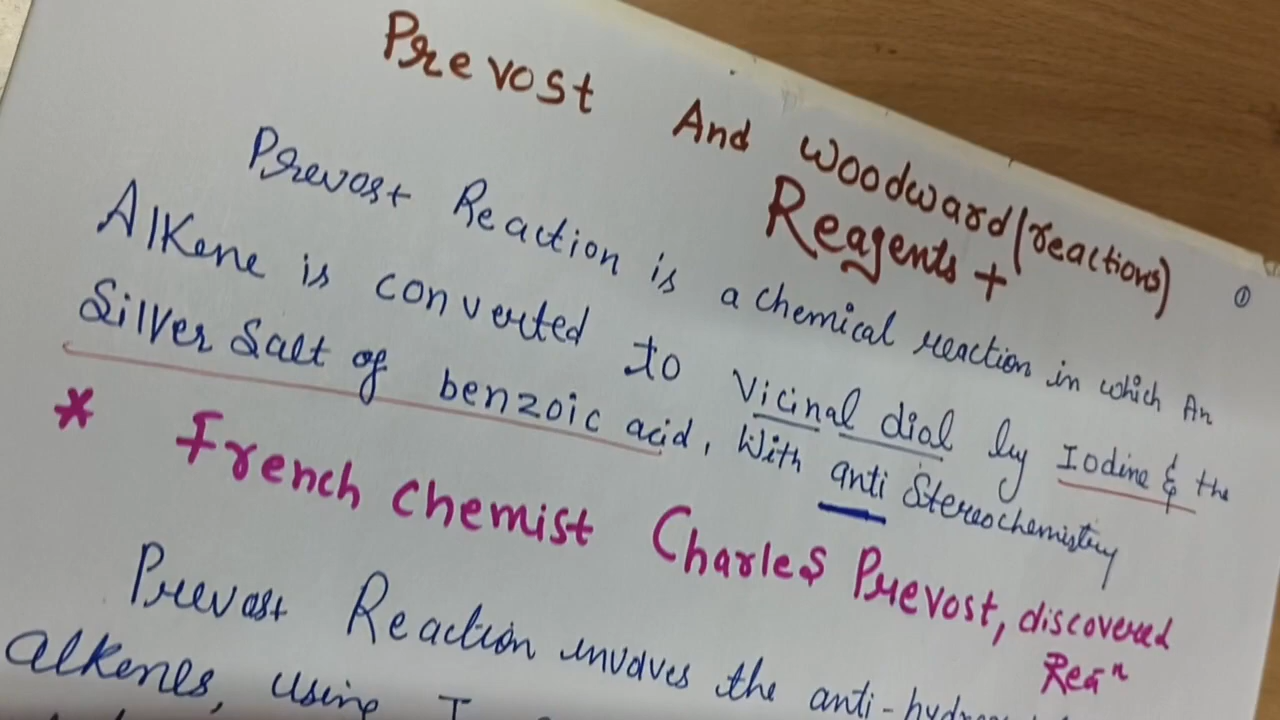 Prevost And Woodward (reactions)
Reagents +
①
Prevost Reaction is a chemical reaction in which An
Alkene is converted to Vicinal dial by Iodine & the
Silver Salt of benzoic acid, With anti Stereochemistry
* French Chemist Charles Prevost, discovered
Reaⁿ
Prevost Reaction involves the anti-
alkenes, using I